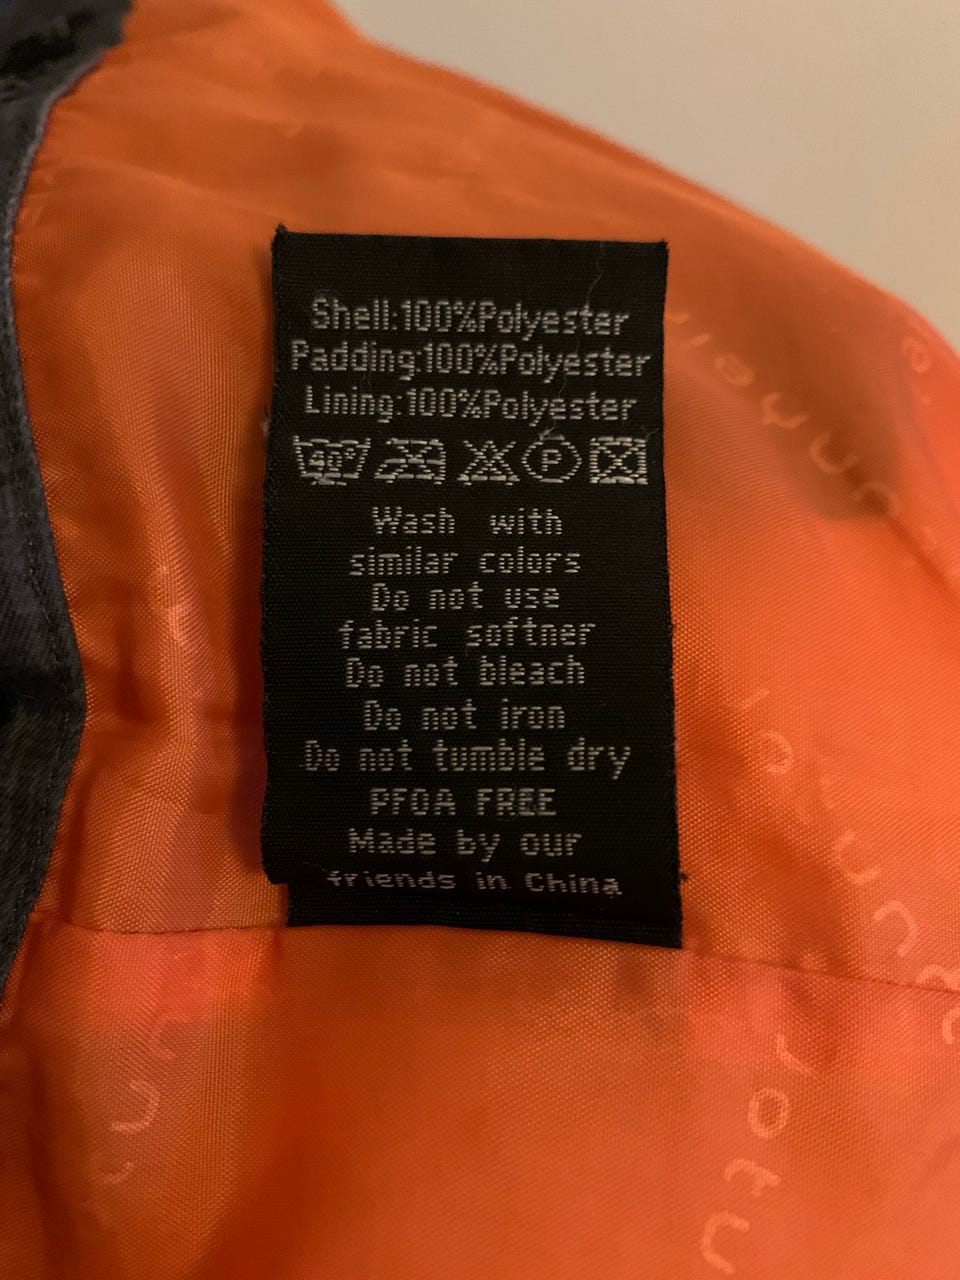 Shell:100%Polyester
Padding:100%Polyester
Lining:100%Polyester
40° P
Wash with
similar colors
Do not use
fabric softner
Do not bleach
Do not iron
Do not tumble dry
PFOA FREE
Made by our
friends in China